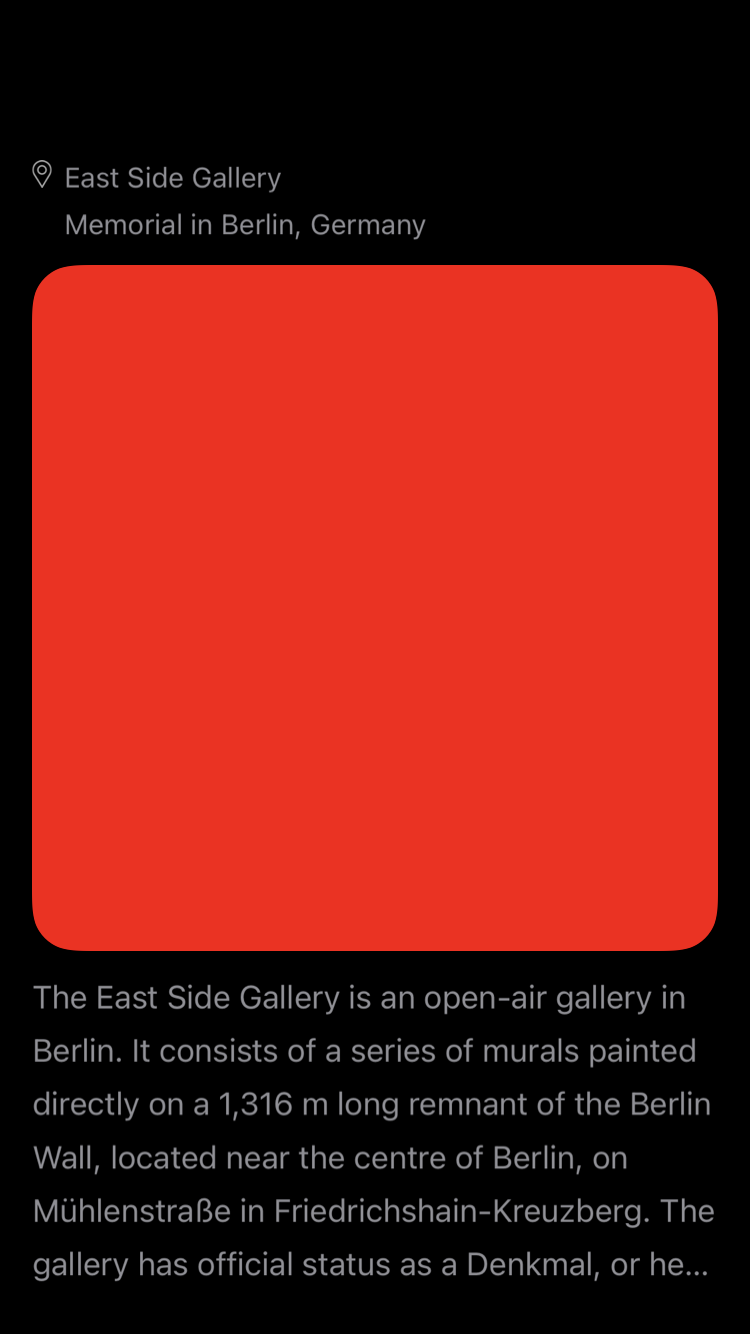 East Side Gallery
Memorial in Berlin, Germany
The East Side Gallery is an open-air gallery in
Berlin. It consists of a series of murals painted
directly on a 1,316 m long remnant of the Berlin
Wall, located near the centre of Berlin, on
Mühlenstraße in Friedrichshain-Kreuzberg. The
gallery has official status as a Denkmal, or he...